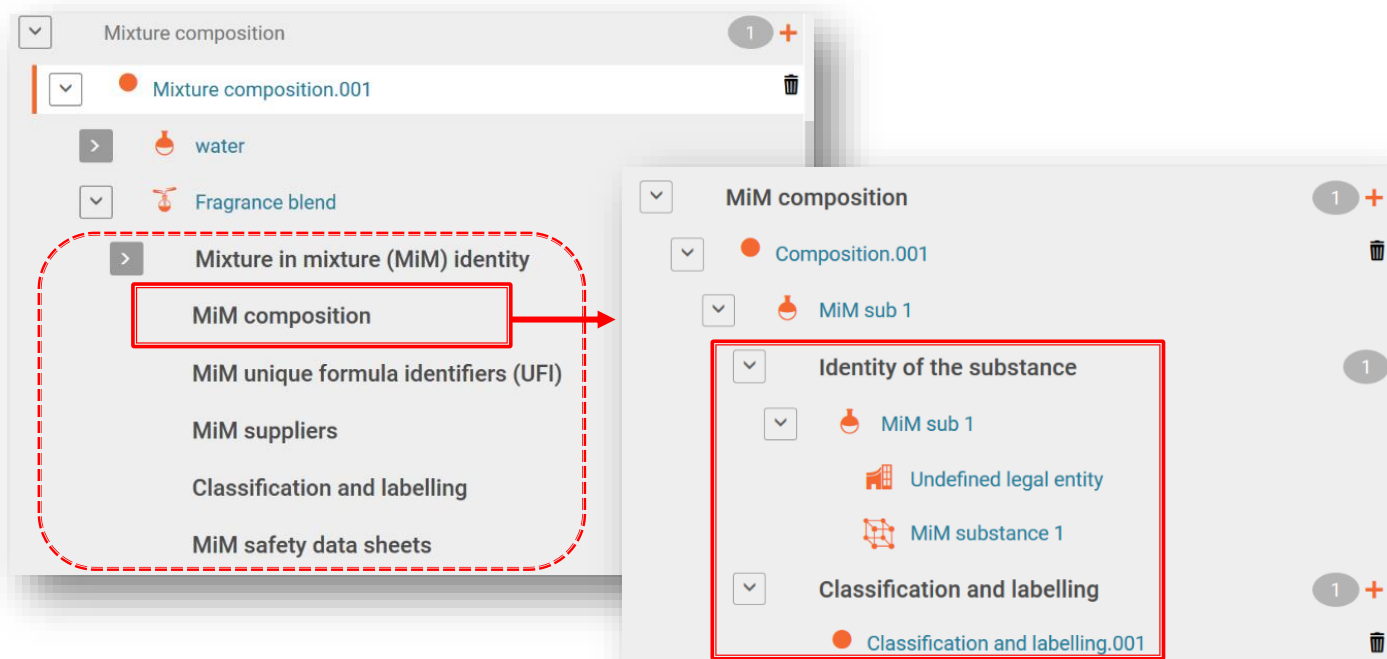 Mixture composition
1
Mixture composition.001
water
Fragrance blend
Mixture in mixture (MiM) identity
MiM composition
MiM unique formula identifiers (UFI)
MiM suppliers
Classification and labelling
MiM safety data sheets
MiM composition
1
Composition.001
MiM sub 1
Identity of the substance
1
MiM sub 1
Undefined legal entity
MiM substance 1
Classification and labelling
1
Classification and labelling.001